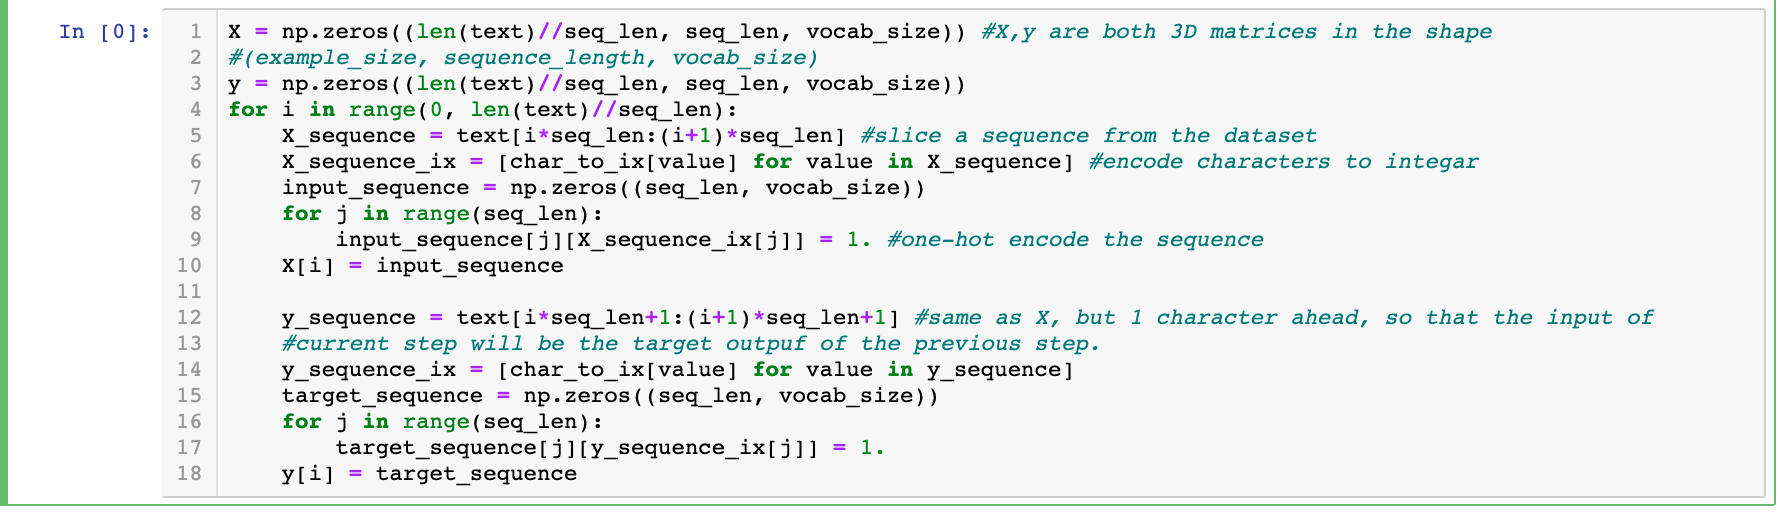 In [0]:
1 X = np.zeros((len(text)//seq_len, seq_len, vocab_size)) #X,y are both 3D matrices in the shape
2 #(example_size, sequence_length, vocab_size)
3 y = np.zeros((len(text)//seq_len, seq_len, vocab_size))
4 for i in range(0, len(text)//seq_len):
5     X_sequence = text[i*seq_len:(i+1)*seq_len] #slice a sequence from the dataset
6     X_sequence_ix = [char_to_ix[value] for value in X_sequence] #encode characters to integar
7     input_sequence = np.zeros((seq_len, vocab_size))
8     for j in range(seq_len):
9         input_sequence[j][X_sequence_ix[j]] = 1. #one-hot encode the sequence
10     X[i] = input_sequence
11
12     y_sequence = text[i*seq_len+1:(i+1)*seq_len+1] #same as X, but 1 character ahead, so that the input of
13     #current step will be the target outpuf of the previous step.
14     y_sequence_ix = [char_to_ix[value] for value in y_sequence]
15     target_sequence = np.zeros((seq_len, vocab_size))
16     for j in range(seq_len):
17         target_sequence[j][y_sequence_ix[j]] = 1.
18     y[i] = target_sequence